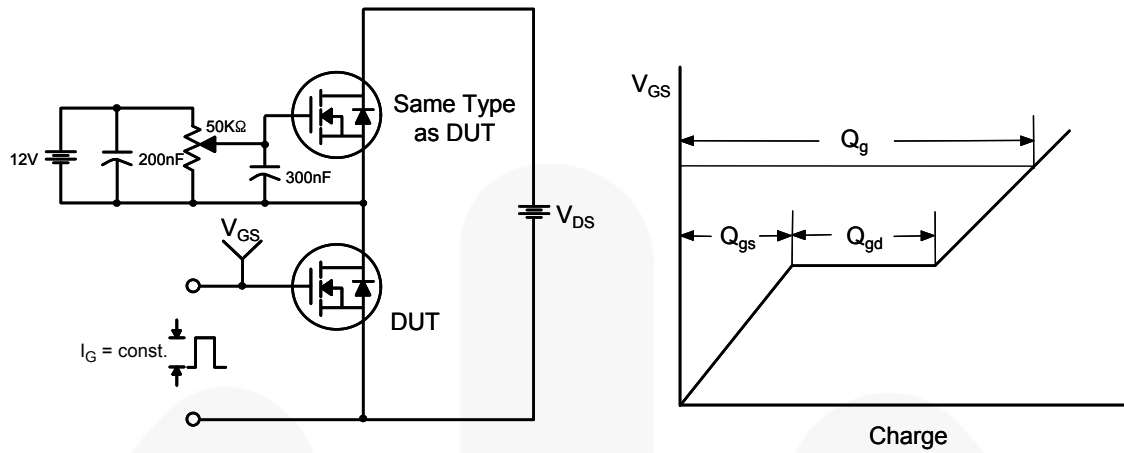 12V
200nF
50KΩ
300nF
Same Type
as DUT
V_GS
DUT
I_G = const.
V_DS
V_GS
Q_g
Q_gs
Q_gd
Charge